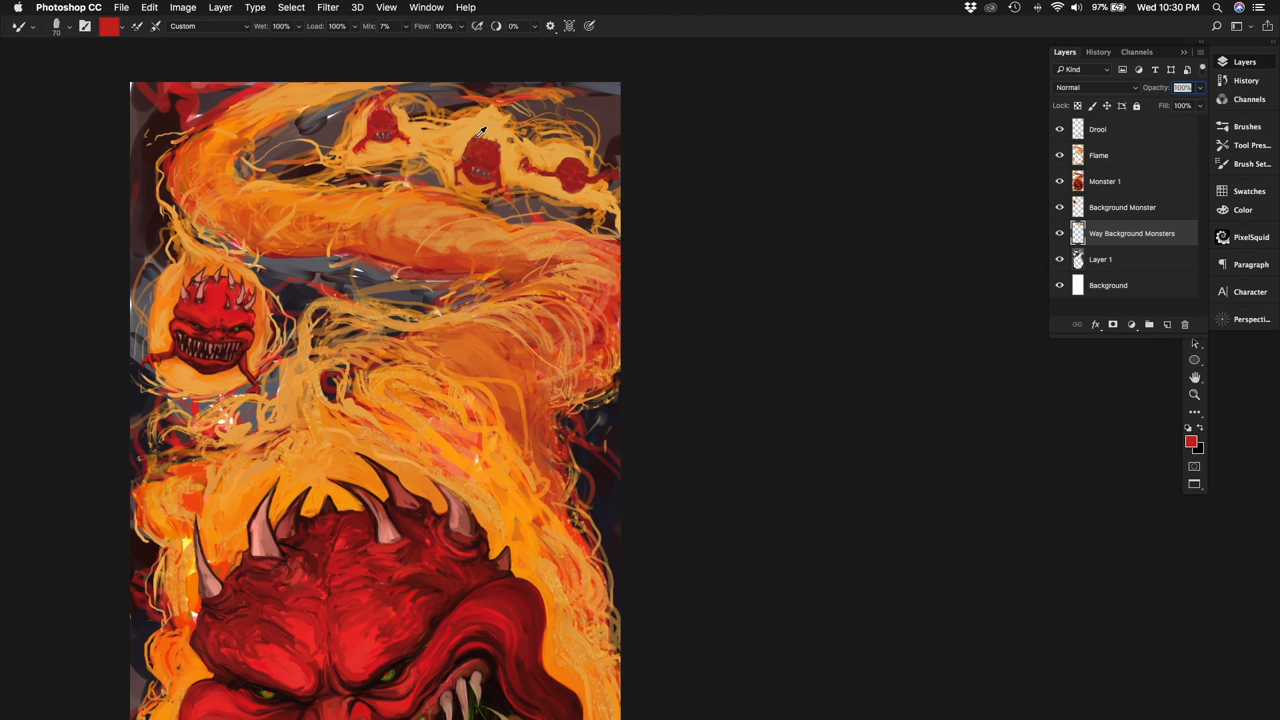 Photoshop CC File Edit Image Layer Type Select Filter 3D View Window Help 97% Wed 10:30 PM
70 Custom Wet: 100% Load: 100% Mix: 7% Flow: 100% 0%
Layers History Channels
Kind
Normal Opacity: 100%
Lock: Fill: 100%
Drool
Flame
Monster 1
Background Monster
Way Background Monsters
Layer 1
Background
fx
Layers
History
Channels
Brushes
Tool Pres...
Brush Set...
Swatches
Color
PixelSquid
Paragraph
Character
Perspecti...